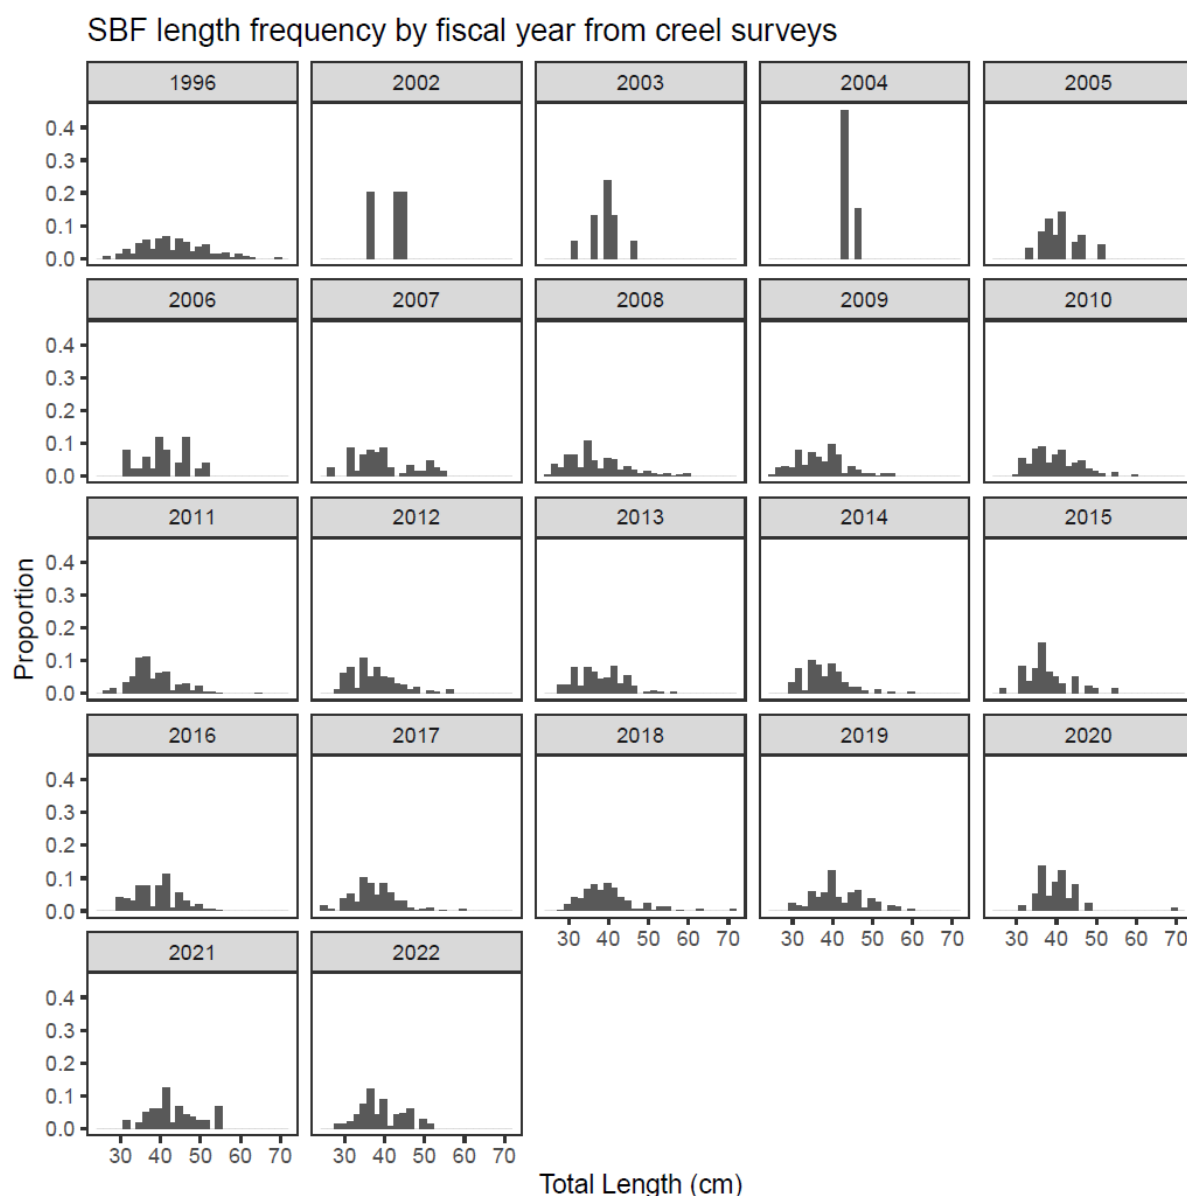 SBF length frequency by fiscal year from creel surveys
1996 2002 2003 2004 2005
0.4
0.3
0.2
0.1
0.0
2006 2007 2008 2009 2010
0.4
0.3
0.2
0.1
0.0
2011 2012 2013 2014 2015
0.4
0.3
0.2
0.1
0.0
2016 2017 2018 2019 2020
0.4
0.3
0.2
0.1
0.0
30 40 50 60 70 30 40 50 60 70 30 40 50 60 70
2021 2022
0.4
0.3
0.2
0.1
0.0
30 40 50 60 70 30 40 50 60 70
Total Length (cm)
Proportion